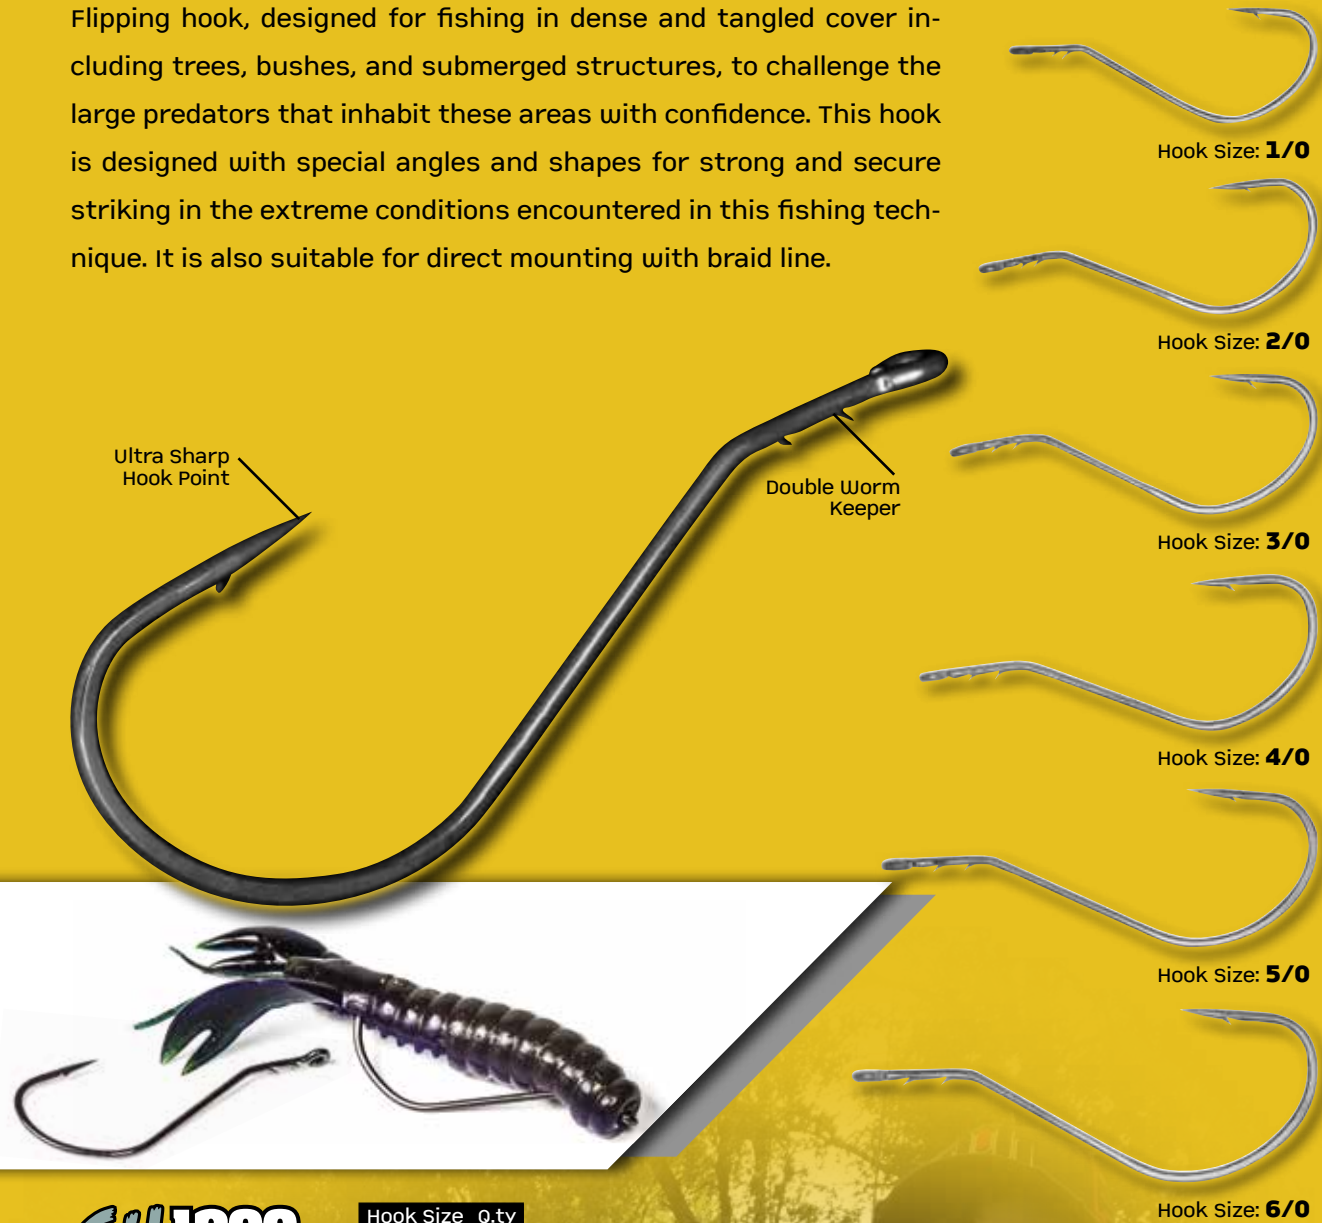 Flipping hook, designed for fishing in dense and tangled cover in-
cluding trees, bushes, and submerged structures, to challenge the
large predators that inhabit these areas with confidence. This hook
is designed with special angles and shapes for strong and secure
striking in the extreme conditions encountered in this fishing tech-
nique. It is also suitable for direct mounting with braid line.
Ultra Sharp
Hook Point
Double Worm
Keeper
Hook Size: 1/0
Hook Size: 2/0
Hook Size: 3/0
Hook Size: 4/0
Hook Size: 5/0
Hook Size: 6/0
Hook Size Q.ty